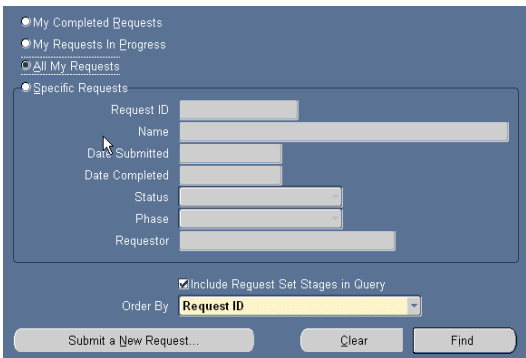 My Completed Requests
My Requests In Progress
All My Requests
Specific Requests
Request ID
Name
Date Submitted
Date Completed
Status
Phase
Requestor
Include Request Set Stages in Query
Order By Request ID
Submit a New Request... Clear Find